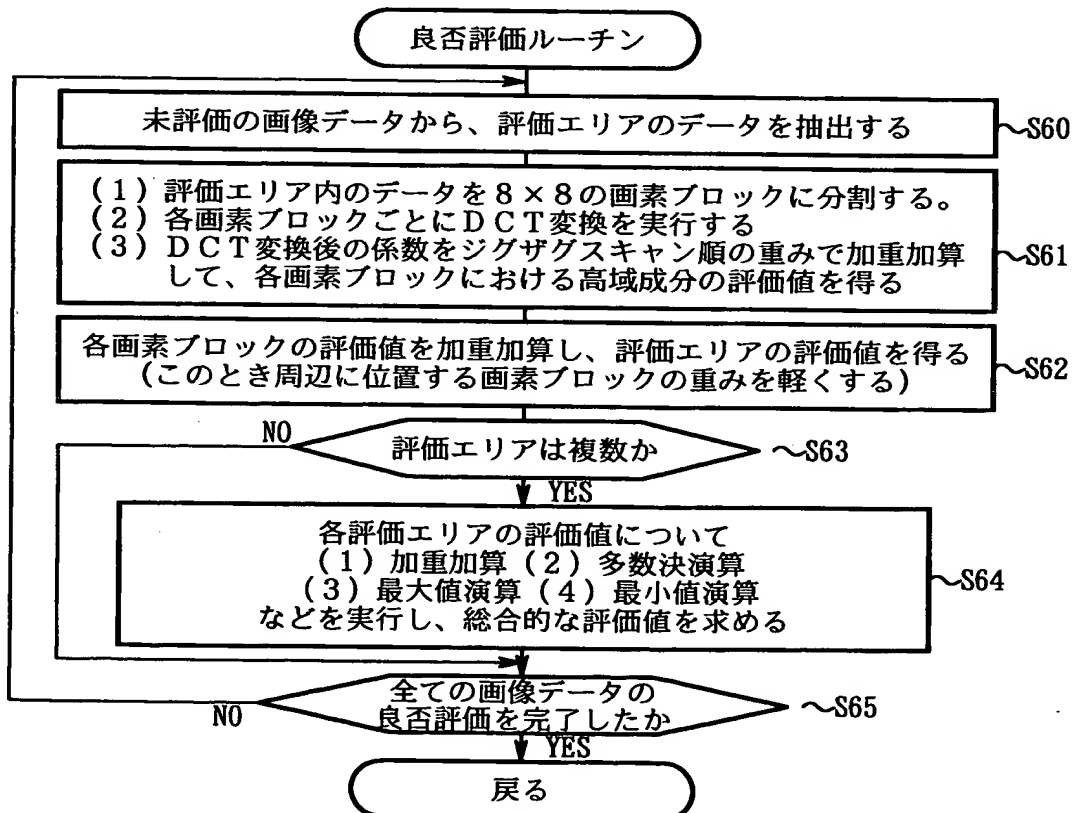 良否評価ルーチン
未評価の画像データから、評価エリアのデータを抽出する
~S60
(1)評価エリア内のデータを8×8の画素ブロックに分割する。
(2)各画素ブロックごとにDCT変換を実行する
(3)DCT変換後の係数をジグザグスキャン順の重みで加重加算
して、各画素ブロックにおける高域成分の評価値を得る
~S61
各画素ブロックの評価値を加重加算し、評価エリアの評価値を得る
(このとき周辺に位置する画素ブロックの重みを軽くする)
~S62
NO
評価エリアは複数か
~S63
YES
各評価エリアの評価値について
(1)加重加算(2)多数決演算
(3)最大値演算(4)最小値演算
などを実行し、総合的な評価値を求める
~S64
全ての画像データの
良否評価を完了したか
~S65
NO
YES
戻る